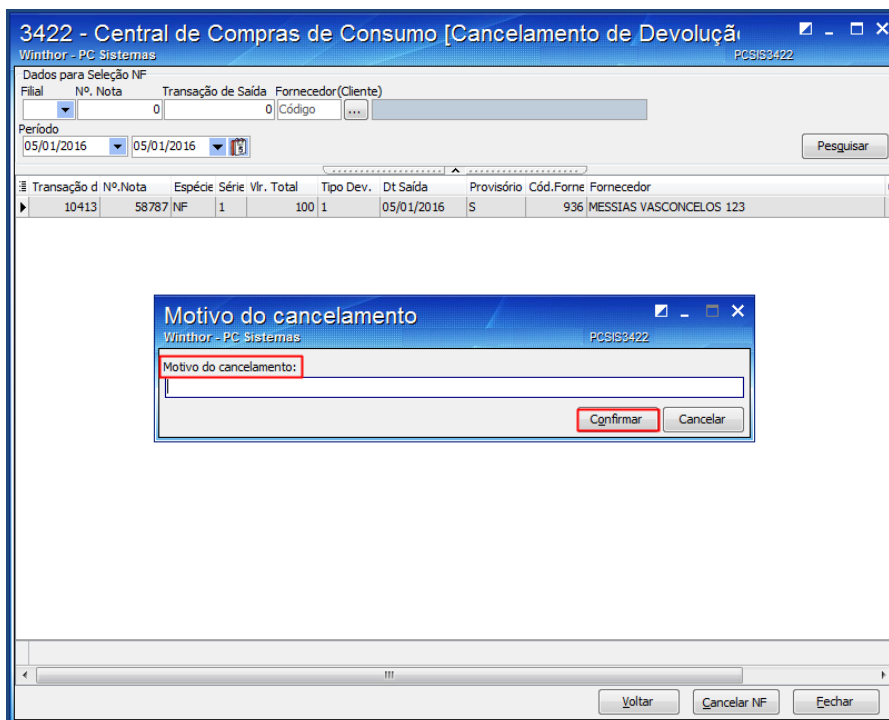 3422 - Central de Compras de Consumo [Cancelamento de Devoluçã
Winthor - PC Sistemas PCSIS3422
Dados para Seleção NF
Filial Nº. Nota Transação de Saída Fornecedor(Cliente)
0 0 Código ...
Período
05/01/2016 05/01/2016 Pesquisar
Transação d Nº.Nota Espécie Série Vlr. Total Tipo Dev. Dt Saída Provisório Cód.Forne Fornecedor
10413 58787 NF 1 100 1 05/01/2016 S 936 MESSIAS VASCONCELOS 123
Motivo do cancelamento
Winthor - PC Sistemas PCSIS3422
Motivo do cancelamento:
Confirmar Cancelar
Voltar Cancelar NF Fechar